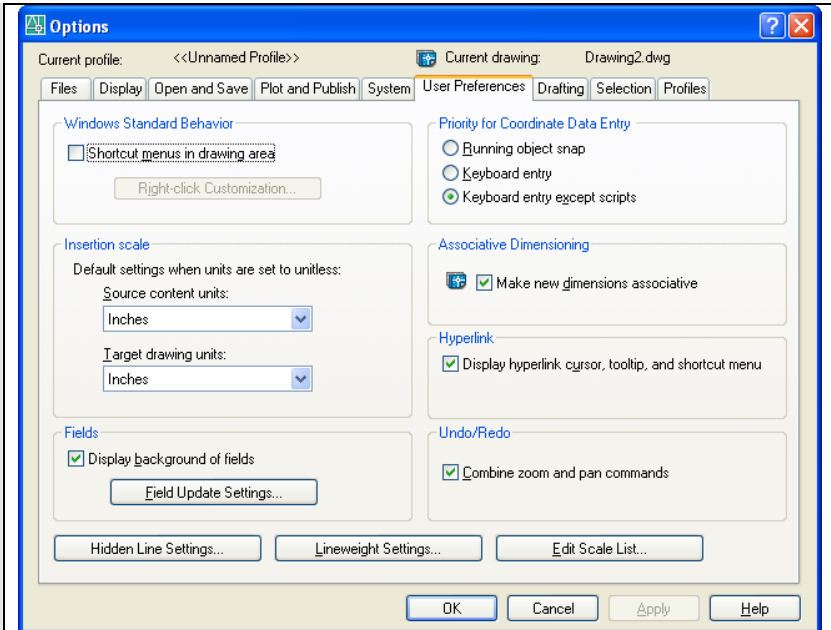 Options
Current profile: <<Unnamed Profile>> Current drawing: Drawing2.dwg
Files Display Open and Save Plot and Publish System User Preferences Drafting Selection Profiles
Windows Standard Behavior
Shortcut menus in drawing area
Right-click Customization...
Priority for Coordinate Data Entry
Running object snap
Keyboard entry
Keyboard entry except scripts
Insertion scale
Default settings when units are set to unitless:
Source content units:
Inches
Target drawing units:
Inches
Associative Dimensioning
Make new dimensions associative
Hyperlink
Display hyperlink cursor, tooltip, and shortcut menu
Fields
Display background of fields
Field Update Settings...
Undo/Redo
Combine zoom and pan commands
Hidden Line Settings... Lineweight Settings... Edit Scale List...
OK Cancel Apply Help